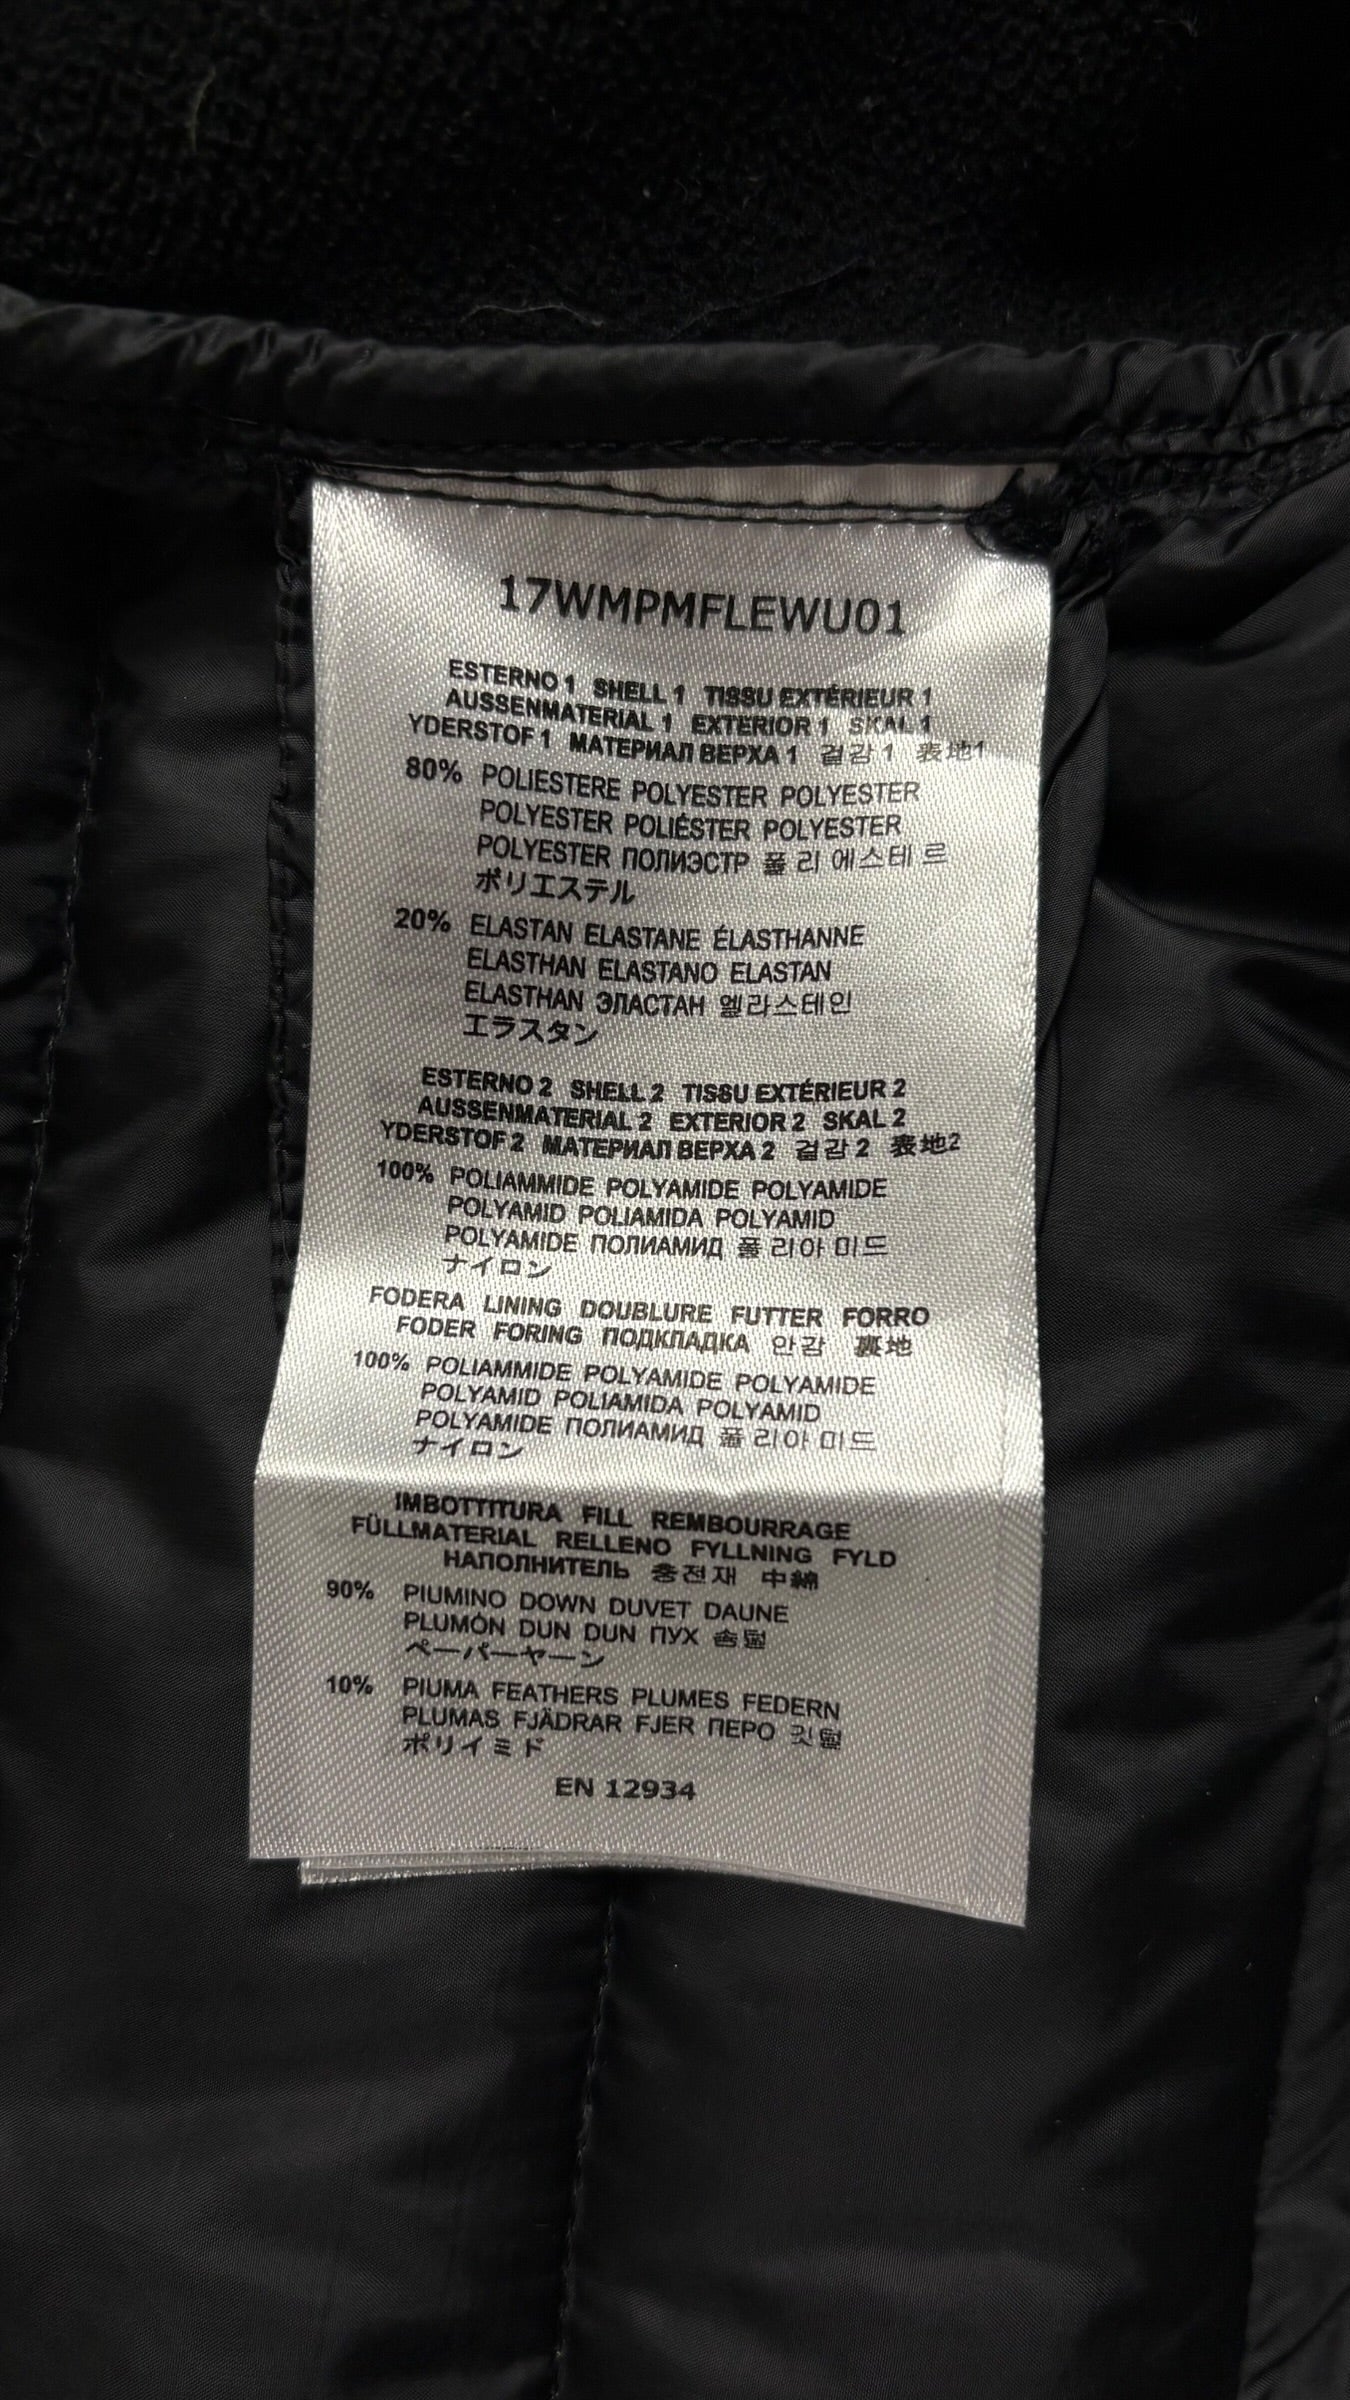 17WMPMFLEWU01
ESTERNO 1 SHELL 1 TISSU EXTÉRIEUR 1
AUSSENMATERIAL 1 EXTERIOR 1 SKAL 1
YDERSTOF 1 МАТЕРИАЛ ВЕРХА 1 겉감 1 表地1
80% POLIESTERE POLYESTER POLYESTER
POLYESTER POLIÉSTER POLYESTER
POLYESTER ПОЛИЭСТР 폴리에스테르
ポリエステル
20% ELASTAN ELASTANE ÉLASTHANNE
ELASTHAN ELASTANO ELASTAN
ELASTHAN ЭЛАСТАН 엘라스테인
エラスタン
ESTERNO 2 SHELL 2 TISSU EXTÉRIEUR 2
AUSSENMATERIAL 2 EXTERIOR 2 SKAL 2
YDERSTOF 2 МАТЕРИАЛ ВЕРХА 2 겉감 2 表地2
100% POLIAMMIDE POLYAMIDE POLYAMIDE
POLYAMID POLIAMIDA POLYAMID
POLYAMIDE ПОЛИАМИД 폴리아미드
ナイロン
FODERA LINING DOUBLURE FUTTER FORRO
FODER FORING ПОДКЛАДКА 안감 裏地
100% POLIAMMIDE POLYAMIDE POLYAMIDE
POLYAMID POLIAMIDA POLYAMID
POLYAMIDE ПОЛИАМИД 폴리아미드
ナイロン
IMBOTTITURA FILL REMBOURRAGE
FÜLLMATERIAL RELLENO FYLLNING FYLD
НАПОЛНИТЕЛЬ 충전재 中綿
90% PIUMINO DOWN DUVET DAUNE
PLUMÓN DUN DUN ПУХ 솜털
ペーパーヤーン
10% PIUMA FEATHERS PLUMES FEDERN
PLUMAS FJÄDRAR FJER ПЕРО 깃털
ポリイミド
EN 12934